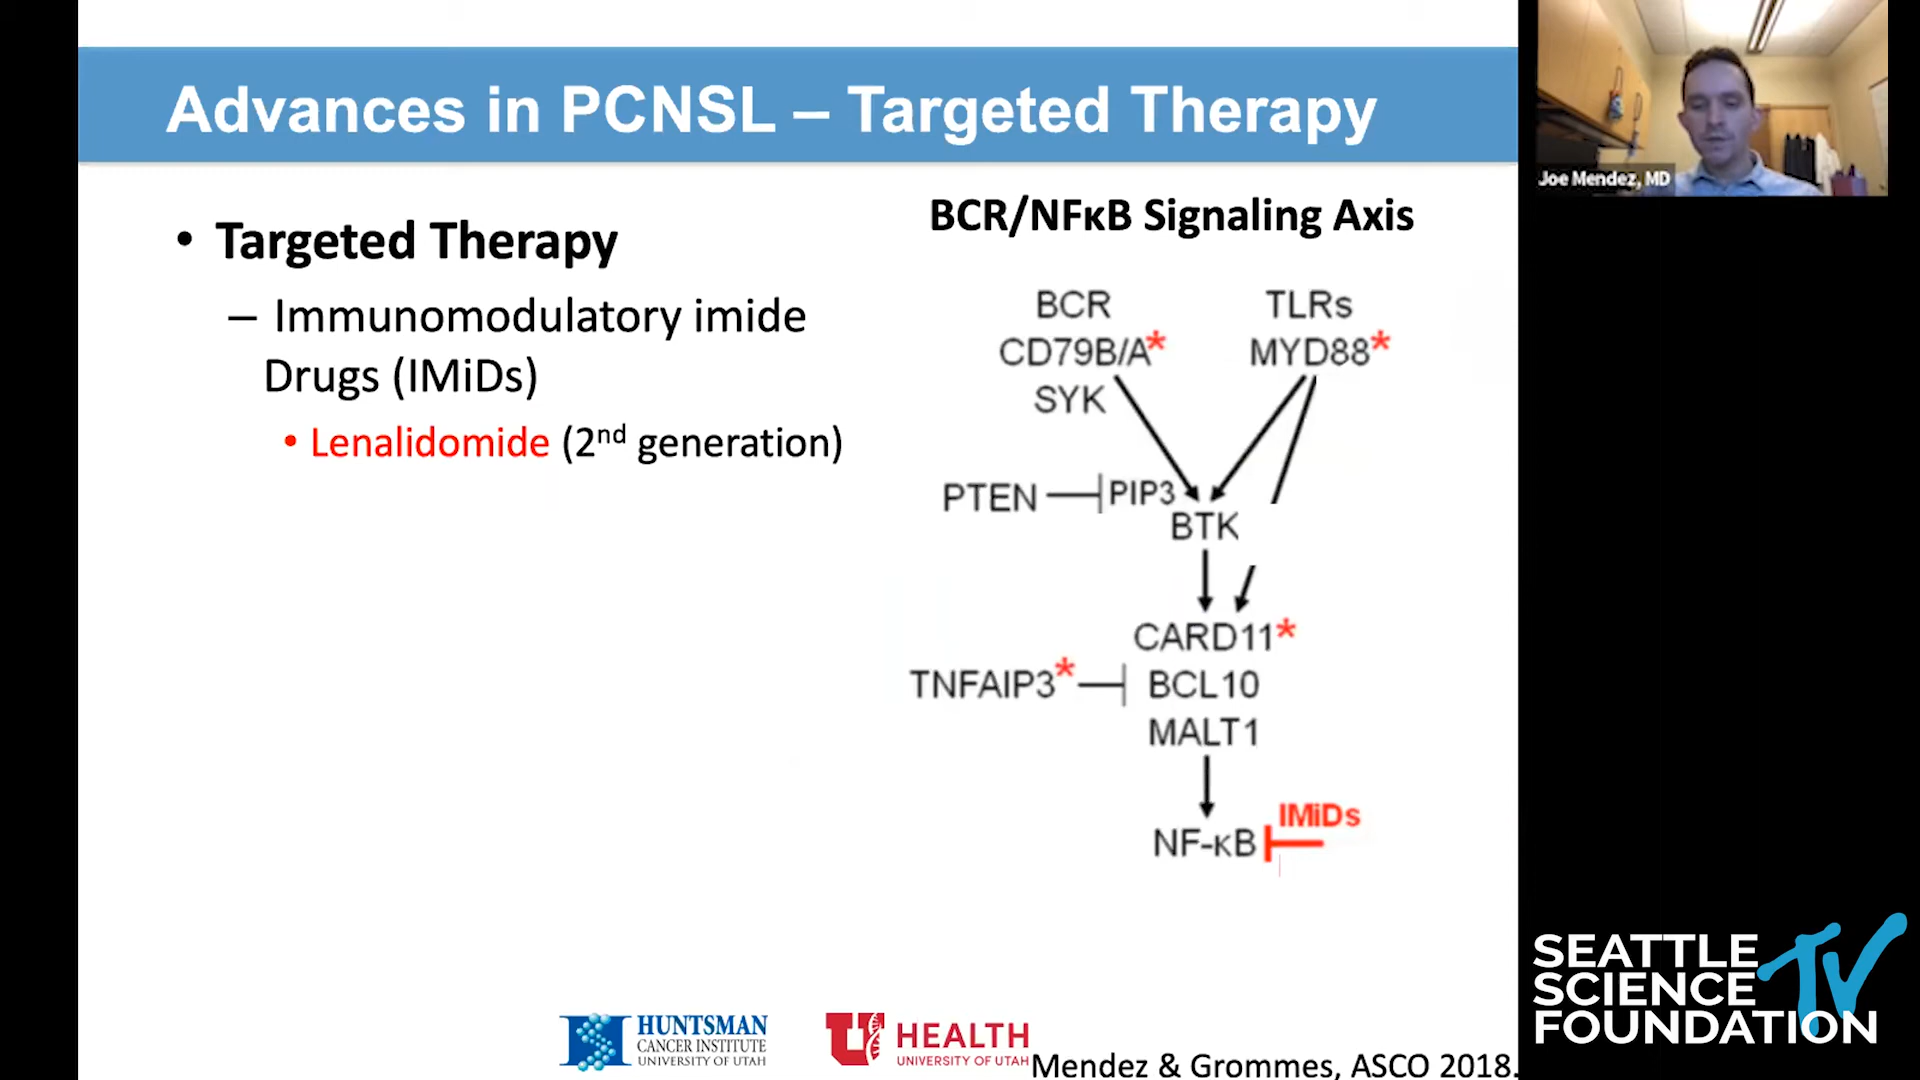 Advances in PCNSL – Targeted Therapy
Joe Mendez, MD
• Targeted Therapy
– Immunomodulatory imide
Drugs (IMiDs)
• Lenalidomide (2nd generation)
BCR/NFκB Signaling Axis
BCR
CD79B/A*
SYK
TLRs
MYD88*
PTEN
PIP3
BTK
CARD11*
TNFAIP3*
BCL10
MALT1
IMiDs
NF-κB
HUNTSMAN
CANCER INSTITUTE
UNIVERSITY OF UTAH
U HEALTH
UNIVERSITY OF UTAH
Mendez & Grommes, ASCO 2018.
SEATTLE
SCIENCE
FOUNDATION
TV